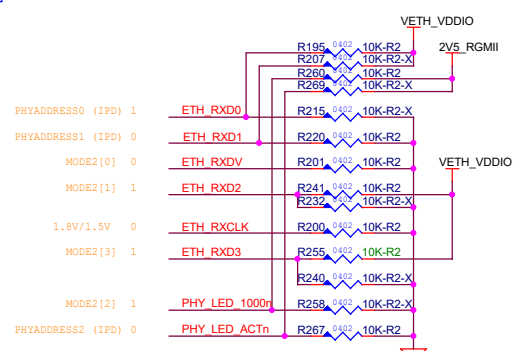 VETH_VDDIO
R195 0402 10K-R2 2V5_RGMII
R207 0402 10K-R2-X
R260 0402 10K-R2
R269 0402 10K-R2-X
PHYADDRESS0 (IPD) 1 ETH_RXD0 R215 0402 10K-R2-X
PHYADDRESS1 (IPD) 0 ETH_RXD1 R220 0402 10K-R2
MODE2[0] 0 ETH_RXDV R201 0402 10K-R2 VETH_VDDIO
MODE2[1] 1 ETH_RXD2 R241 0402 10K-R2
R232 0402 10K-R2-X
1.8V/1.5V 0 ETH_RXCLK R200 0402 10K-R2
MODE2[3] 1 ETH_RXD3 R255 0402 10K-R2
R240 0402 10K-R2-X
MODE2[2] 1 PHY_LED_1000n R258 0402 10K-R2-X
PHYADDRESS2 (IPD) 0 PHY_LED_ACTn R267 0402 10K-R2